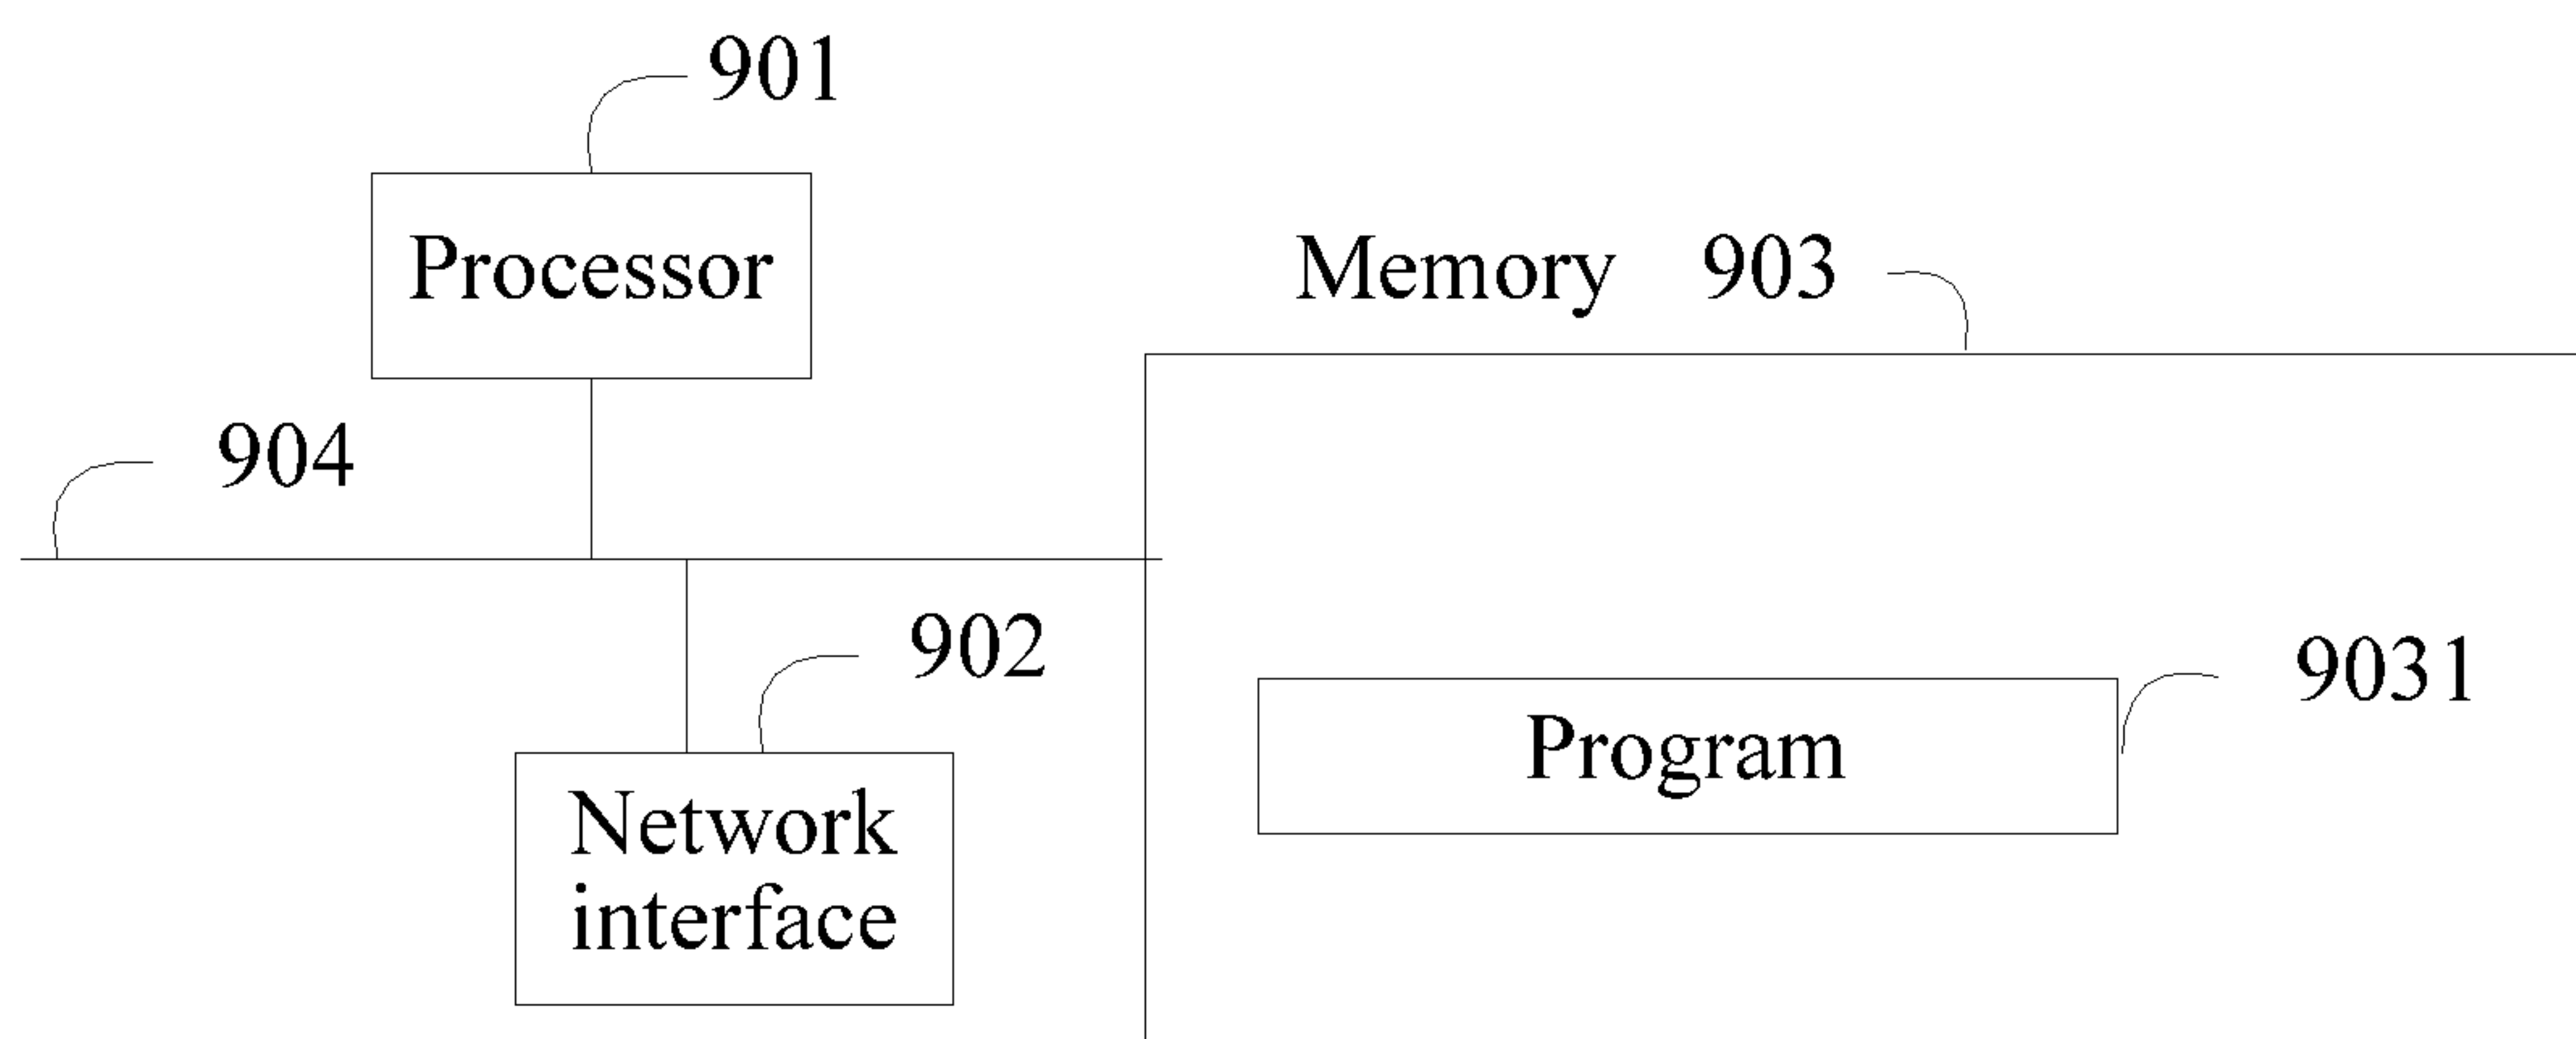 901
Processor
Memory 903
904
902
9031
Program
Network
interface